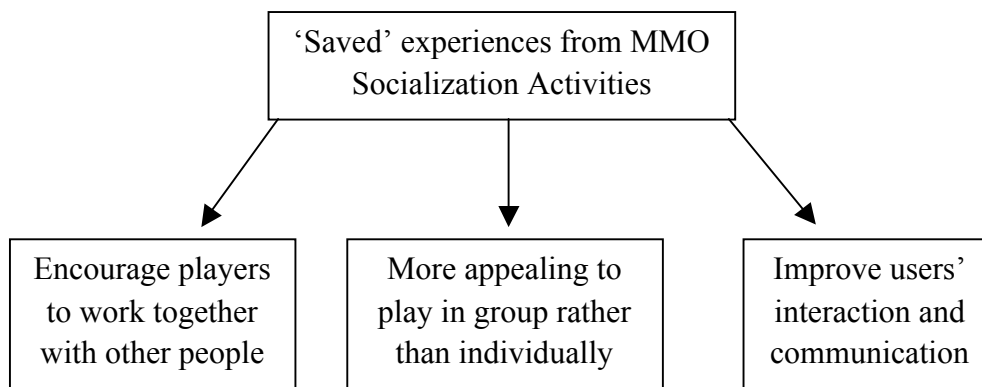 ‘Saved’ experiences from MMO
Socialization Activities
Encourage players
to work together
with other people
More appealing to
play in group rather
than individually
Improve users’
interaction and
communication